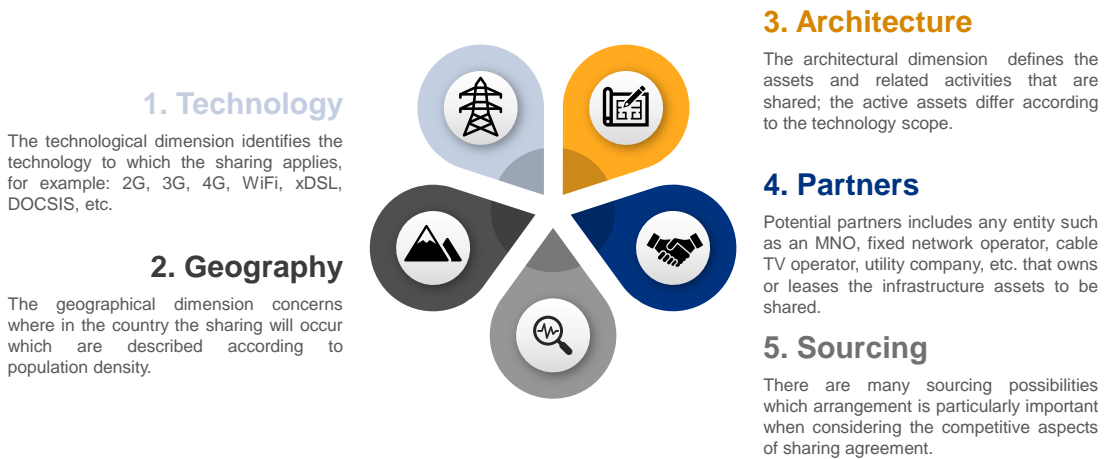 1. Technology
The technological dimension identifies the
technology to which the sharing applies,
for example: 2G, 3G, 4G, WiFi, xDSL,
DOCSIS, etc.
2. Geography
The geographical dimension concerns
where in the country the sharing will occur
which are described according to
population density.
3. Architecture
The architectural dimension defines the
assets and related activities that are
shared; the active assets differ according
to the technology scope.
4. Partners
Potential partners includes any entity such
as an MNO, fixed network operator, cable
TV operator, utility company, etc. that owns
or leases the infrastructure assets to be
shared.
5. Sourcing
There are many sourcing possibilities
which arrangement is particularly important
when considering the competitive aspects
of sharing agreement.